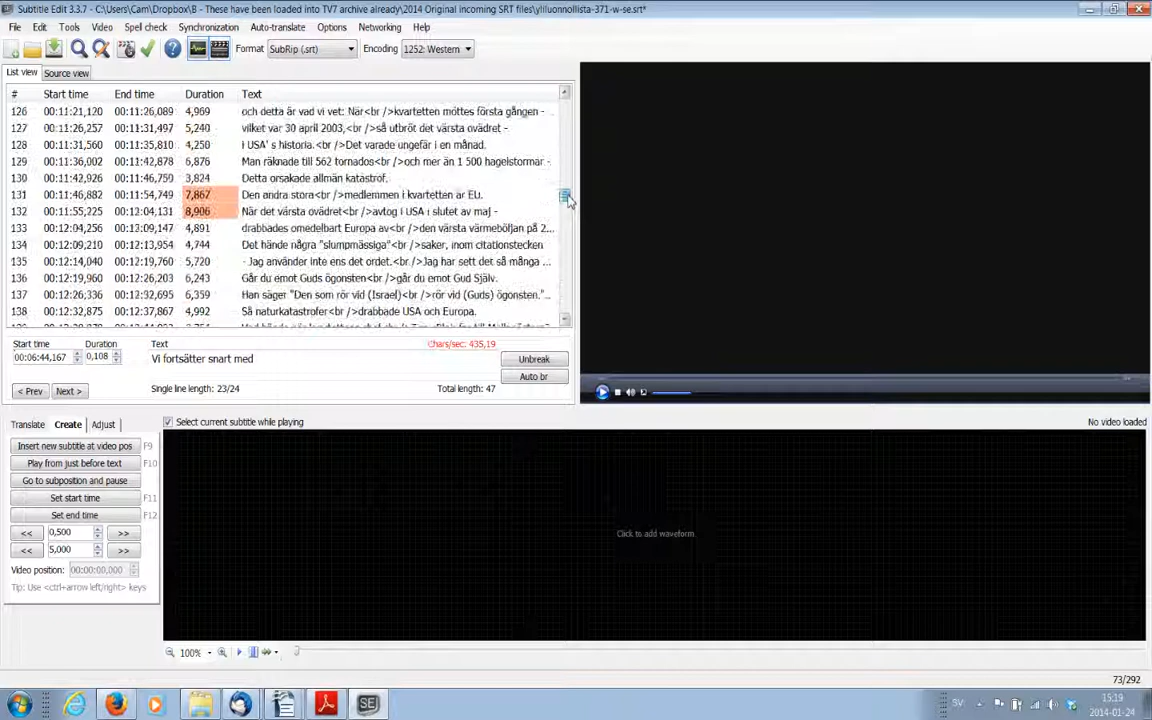 Subtitle Edit 3.3.7 - C:\Users\Cam\Dropbox\B - These have been loaded into TV7 archive already\2014 Original incoming SRT files\yliluonnollista-371-w-se.srt*
File Edit Tools Video Spell check Synchronization Auto-translate Options Networking Help
Format SubRip (.srt) Encoding 1252: Western
List view Source view
# Start time End time Duration Text
126 00:11:21,120 00:11:26,089 4,969 och detta är vad vi vet: När<br />kvartetten möttes första gången -
127 00:11:26,257 00:11:31,497 5,240 vilket var 30 april 2003,<br />så utbröt det värsta ovädret -
128 00:11:31,560 00:11:35,810 4,250 i USA' s historia.<br />Det varade ungefär i en månad.
129 00:11:36,002 00:11:42,878 6,876 Man räknade till 562 tornados<br />och mer än 1 500 hagelstormar -
130 00:11:42,926 00:11:46,759 3,824 Detta orsakade allmän katastrof.
131 00:11:46,882 00:11:54,749 7,867 Den andra stora<br />medlemmen i kvartetten är EU.
132 00:11:55,225 00:12:04,131 8,906 När det värsta ovädret<br />avtog i USA i slutet av maj -
133 00:12:04,256 00:12:09,147 4,891 drabbades omedelbart Europa av<br />den värsta värmeböljan på 2...
134 00:12:09,210 00:12:13,954 4,744 Det hände några "slumpmässiga"<br />saker, inom citationstecken
135 00:12:14,040 00:12:19,760 5,720 - Jag använder inte ens det ordet.<br />Jag har sett det så många ...
136 00:12:19,960 00:12:26,203 6,243 Går du emot Guds ögonsten<br />går du emot Gud Själv.
137 00:12:26,336 00:12:32,695 6,359 Han säger "Den som rör vid (Israel)<br />rör vid (Guds) ögonsten."...
138 00:12:32,875 00:12:37,867 4,992 Så naturkatastrofer<br />drabbade USA och Europa.
Start time Duration Text Chars/sec: 435,19
00:06:44,167 0,108 Vi fortsätter snart med Unbreak
Auto br
< Prev Next > Single line length: 23/24 Total length: 47
Translate Create Adjust Select current subtitle while playing No video loaded
Insert new subtitle at video pos F9
Play from just before text F10
Go to subposition and pause
Set start time F11
Set end time F12
<< 0,500 >>
<< 5,000 >>
Click to add waveform
Video position: 00:00:00,000
Tip: Use <ctrl+arrow left/right> keys
100%
73/292
SV 15:19
2014-01-24